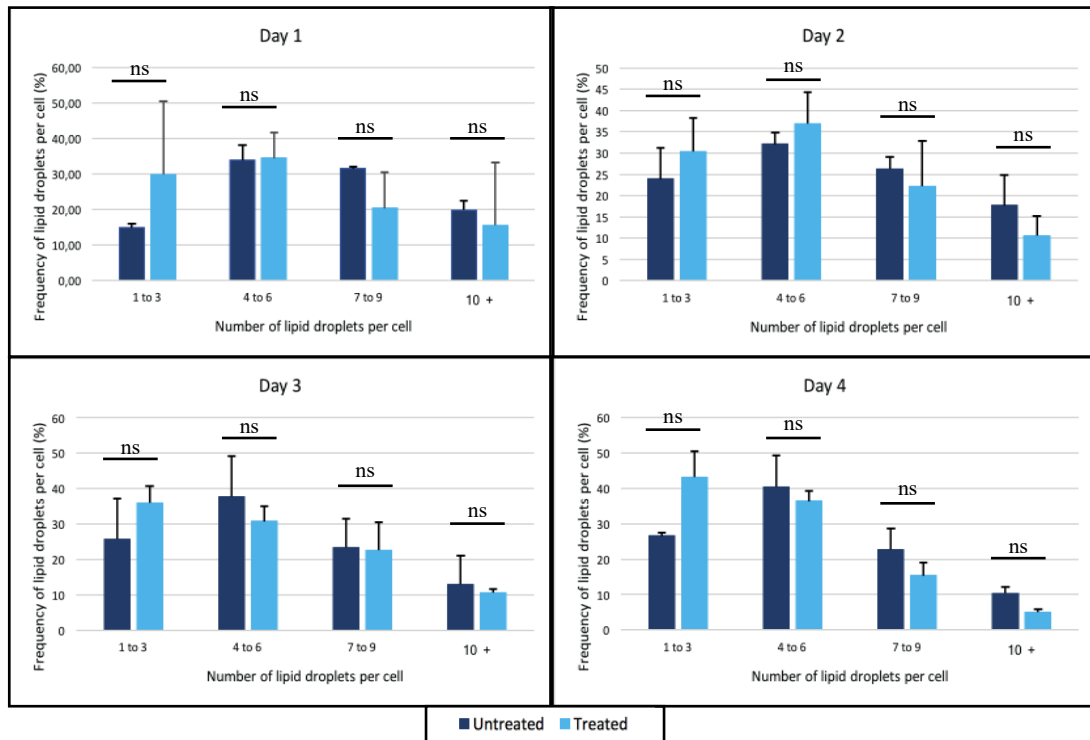 Day 1
Frequency of lipid droplets per cell (%)
60,00
50,00
40,00
30,00
20,00
10,00
0,00
ns
ns
ns
ns
1 to 3
4 to 6
7 to 9
10 +
Number of lipid droplets per cell
Day 2
Frequency of lipid droplets per cell (%)
50
45
40
35
30
25
20
15
10
5
0
ns
ns
ns
ns
1 to 3
4 to 6
7 to 9
10 +
Number of lipid droplets per cell
Day 3
Frequency of lipid droplets per cell (%)
60
50
40
30
20
10
0
ns
ns
ns
ns
1 to 3
4 to 6
7 to 9
10 +
Number of lipid droplets per cell
Day 4
Frequency of lipid droplets per cell (%)
60
50
40
30
20
10
0
ns
ns
ns
ns
1 to 3
4 to 6
7 to 9
10 +
Number of lipid droplets per cell
Untreated Treated